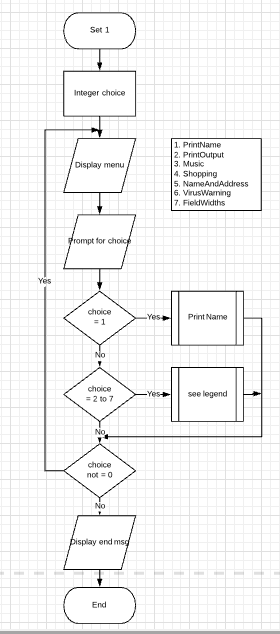 Set 1
Integer choice
Display menu
1. PrintName
2. PrintOutput
3. Music
4. Shopping
5. NameAndAddress
6. VirusWarning
7. FieldWidths
Prompt for choice
Yes
choice
= 1
Yes
Print Name
No
choice
= 2 to 7
Yes
see legend
No
choice
not = 0
No
Display end msg
End